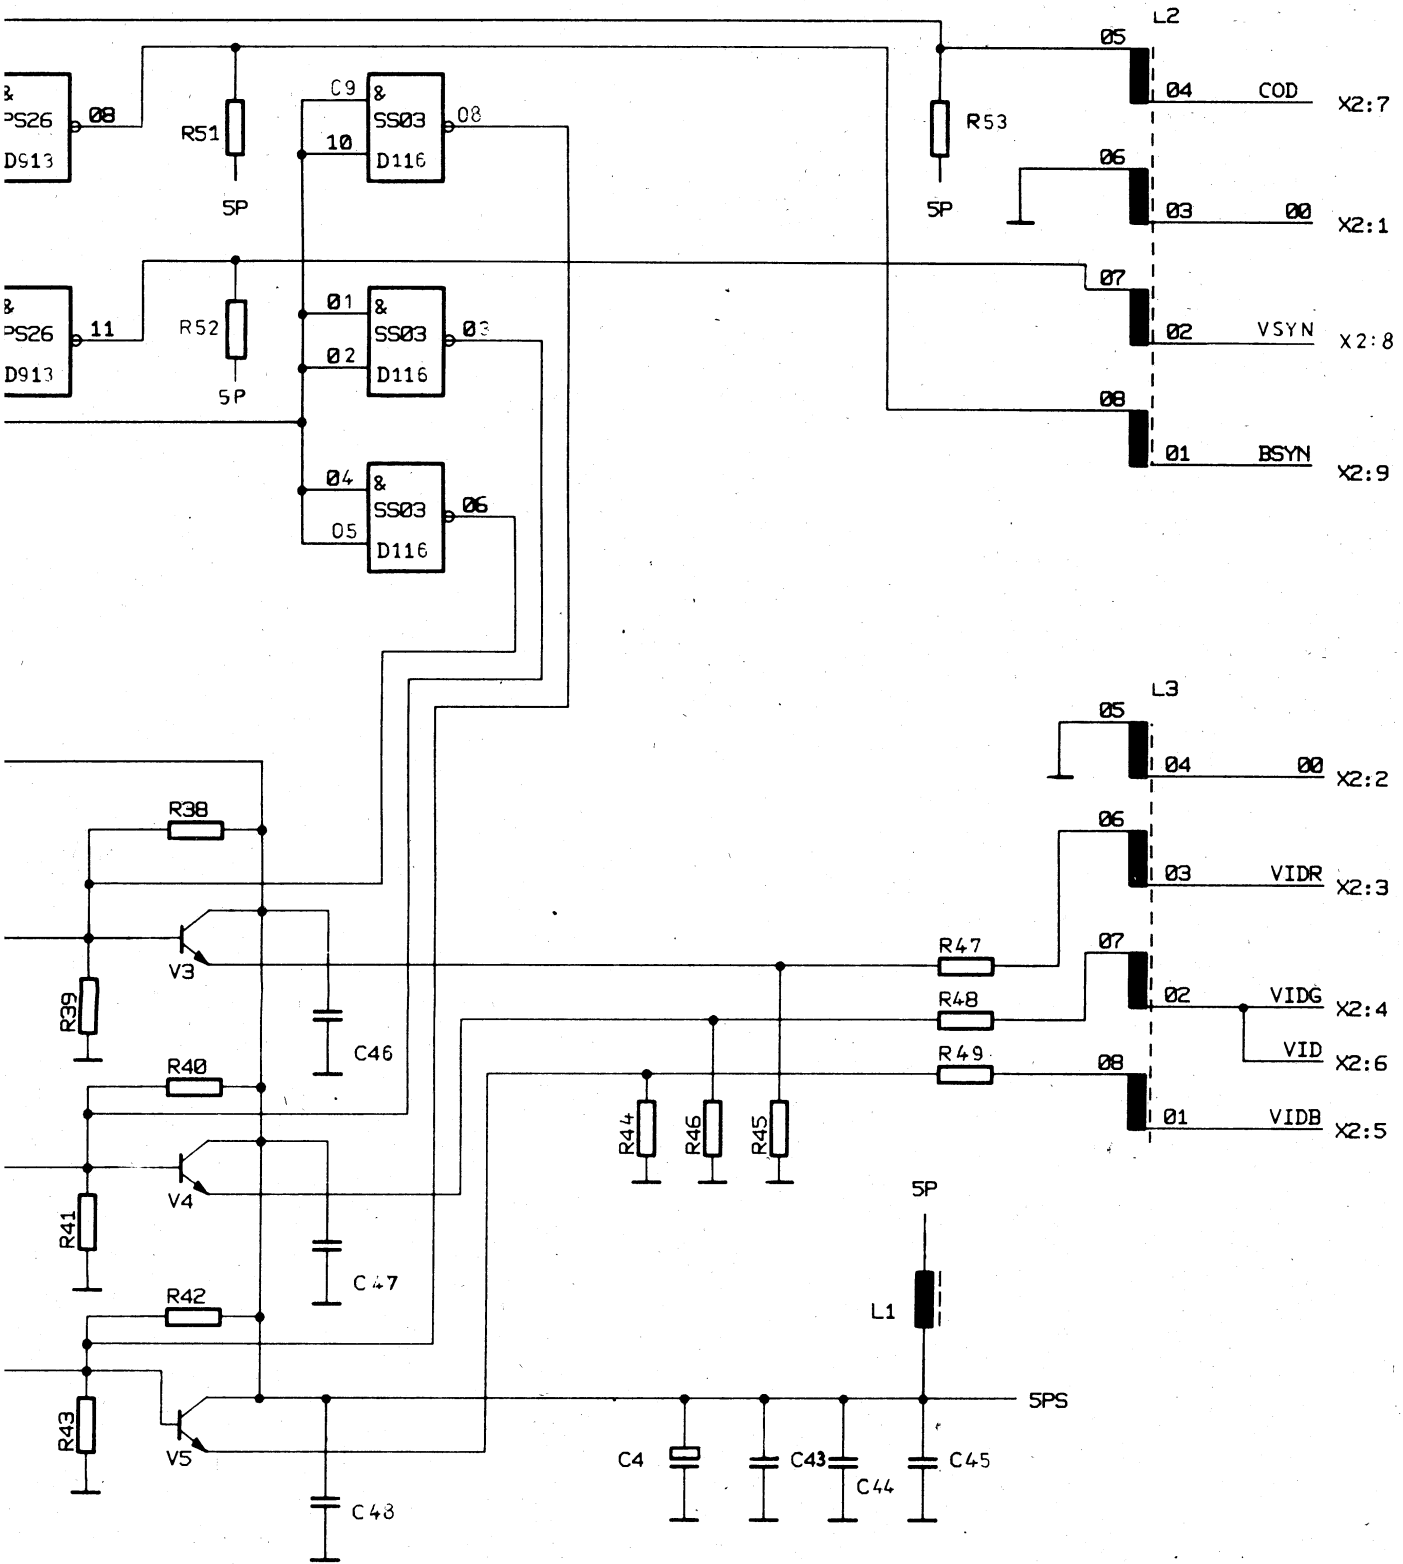 L2
05
04 COD X2:7
&
PS26
D913
08
R51
5P
C9
10
&
SS03
D116
08
R53
5P
06
03 00 X2:1
&
PS26
D913
11
R52
5P
01
02
&
SS03
D116
03
07
02 VSYN X2:8
08
01 BSYN X2:9
04
05
&
SS03
D116
06
L3
05
04 00 X2:2
R38
06
03 VIDR X2:3
V3
R39
C46
R47
07
02 VIDG X2:4
VID X2:6
R48
R49
08
01 VIDB X2:5
R40
R44
R46
R45
V4
R41
C47
5P
L1
R42
R43
V5
5PS
C4
C43
C44
C45
C48